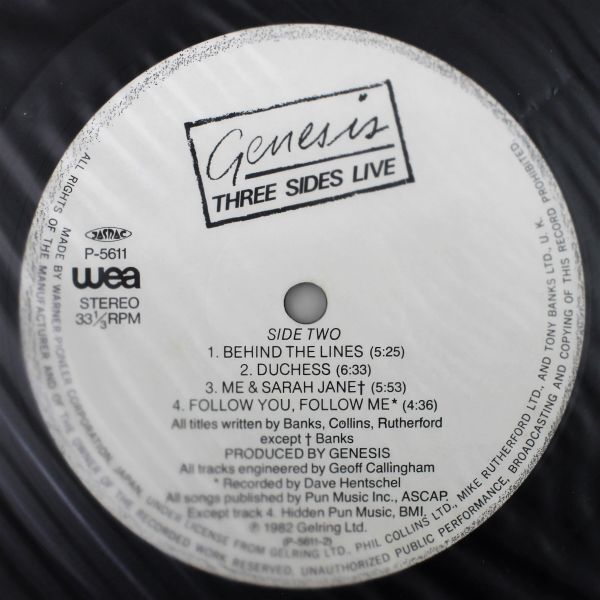 Genesis
THREE SIDES LIVE
JASRAC
P-5611
wea
STEREO
33 1/3 RPM
SIDE TWO
1. BEHIND THE LINES (5:25)
2. DUCHESS (6:33)
3. ME & SARAH JANE† (5:53)
4. FOLLOW YOU, FOLLOW ME* (4:36)
All titles written by Banks, Collins, Rutherford
except † Banks
PRODUCED BY GENESIS
All tracks engineered by Geoff Callingham
* Recorded by Dave Hentschel
All songs published by Pun Music Inc., ASCAP.
Except track 4. Hidden Pun Music, BMI.
℗ 1982 Gelring Ltd.
(P-5611-2)
MADE BY WARNER PIONEER CORPORATION, JAPAN, UNDER LICENSE FROM GELRING LTD., PHIL COLLINS LTD., MIKE RUTHERFORD LTD., AND TONY BANKS LTD., U. K.
ALL RIGHTS OF THE MANUFACTURER AND OF THE OWNER OF THE RECORDED WORK RESERVED. UNAUTHORIZED PUBLIC PERFORMANCE, BROADCASTING AND COPYING OF THIS RECORD PROHIBITED